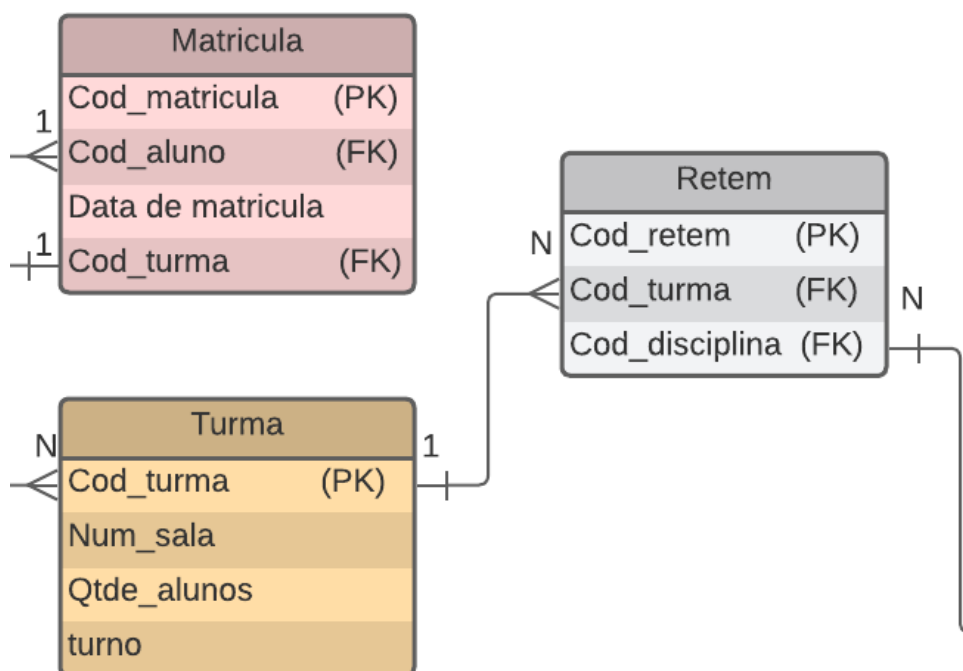 Matricula
Cod_matricula (PK)
1
Cod_aluno (FK)
Data de matricula
1
Cod_turma (FK)
Retem
N
Cod_retem (PK)
Cod_turma (FK)
N
Cod_disciplina (FK)
Turma
N
1
Cod_turma (PK)
Num_sala
Qtde_alunos
turno